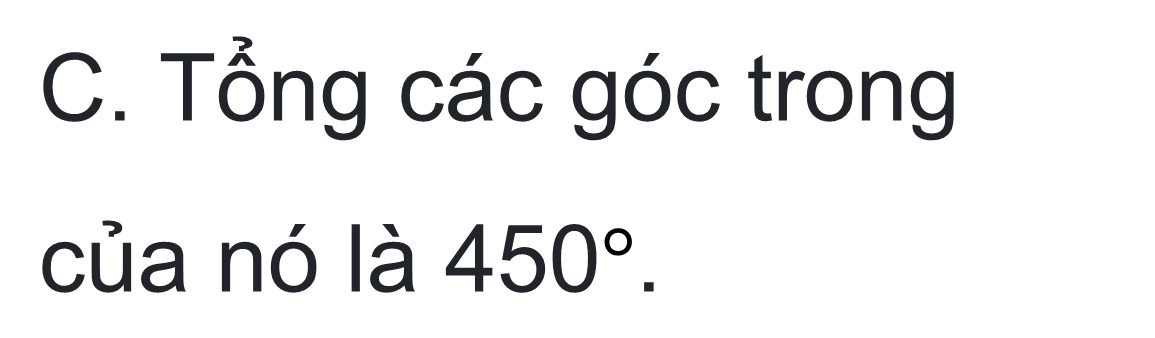 C. Tổng các góc trong
của nó là 450°.